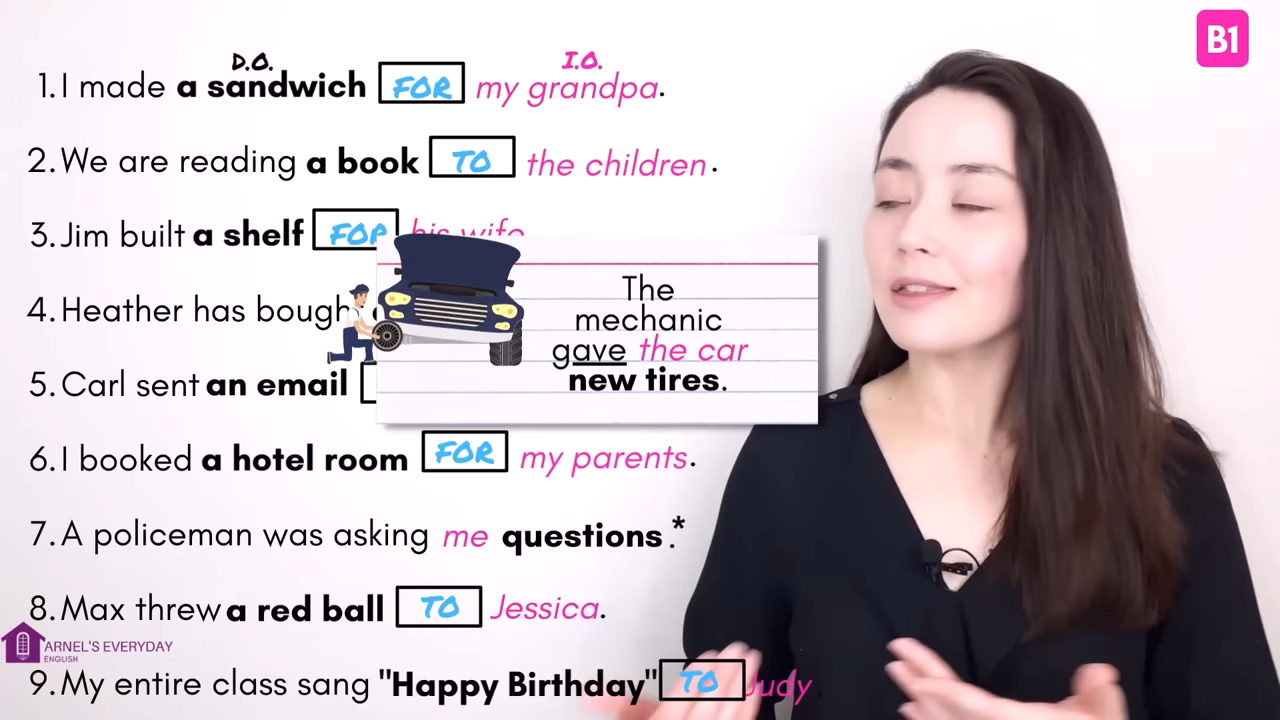 B1
D.O.
I.O.
1. I made a sandwich FOR my grandpa.
2. We are reading a book TO the children.
3. Jim built a shelf FOR his wife
4. Heather has bough
5. Carl sent an email
The
mechanic
gave the car
new tires.
6. I booked a hotel room FOR my parents.
7. A policeman was asking me questions.*
8. Max threw a red ball TO Jessica.
ARNEL'S EVERYDAY
ENGLISH
9. My entire class sang "Happy Birthday" TO Judy.